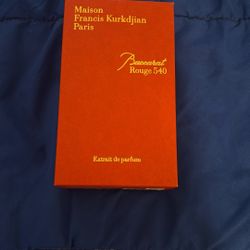 Maison
Francis Kurkdjian
Paris
Baccarat
Rouge 540
Extrait de parfum